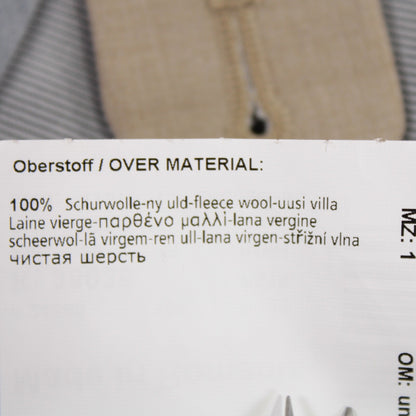 Oberstoff / OVER MATERIAL:
100% Schurwolle-ny uld-fleece wool-uusi villa
Laine vierge-παρθένο μαλλί-lana vergine
scheerwol-lã virgem-ren ull-lana virgen-střižní vlna
чистая шерсть
MZ: 1
OM: un